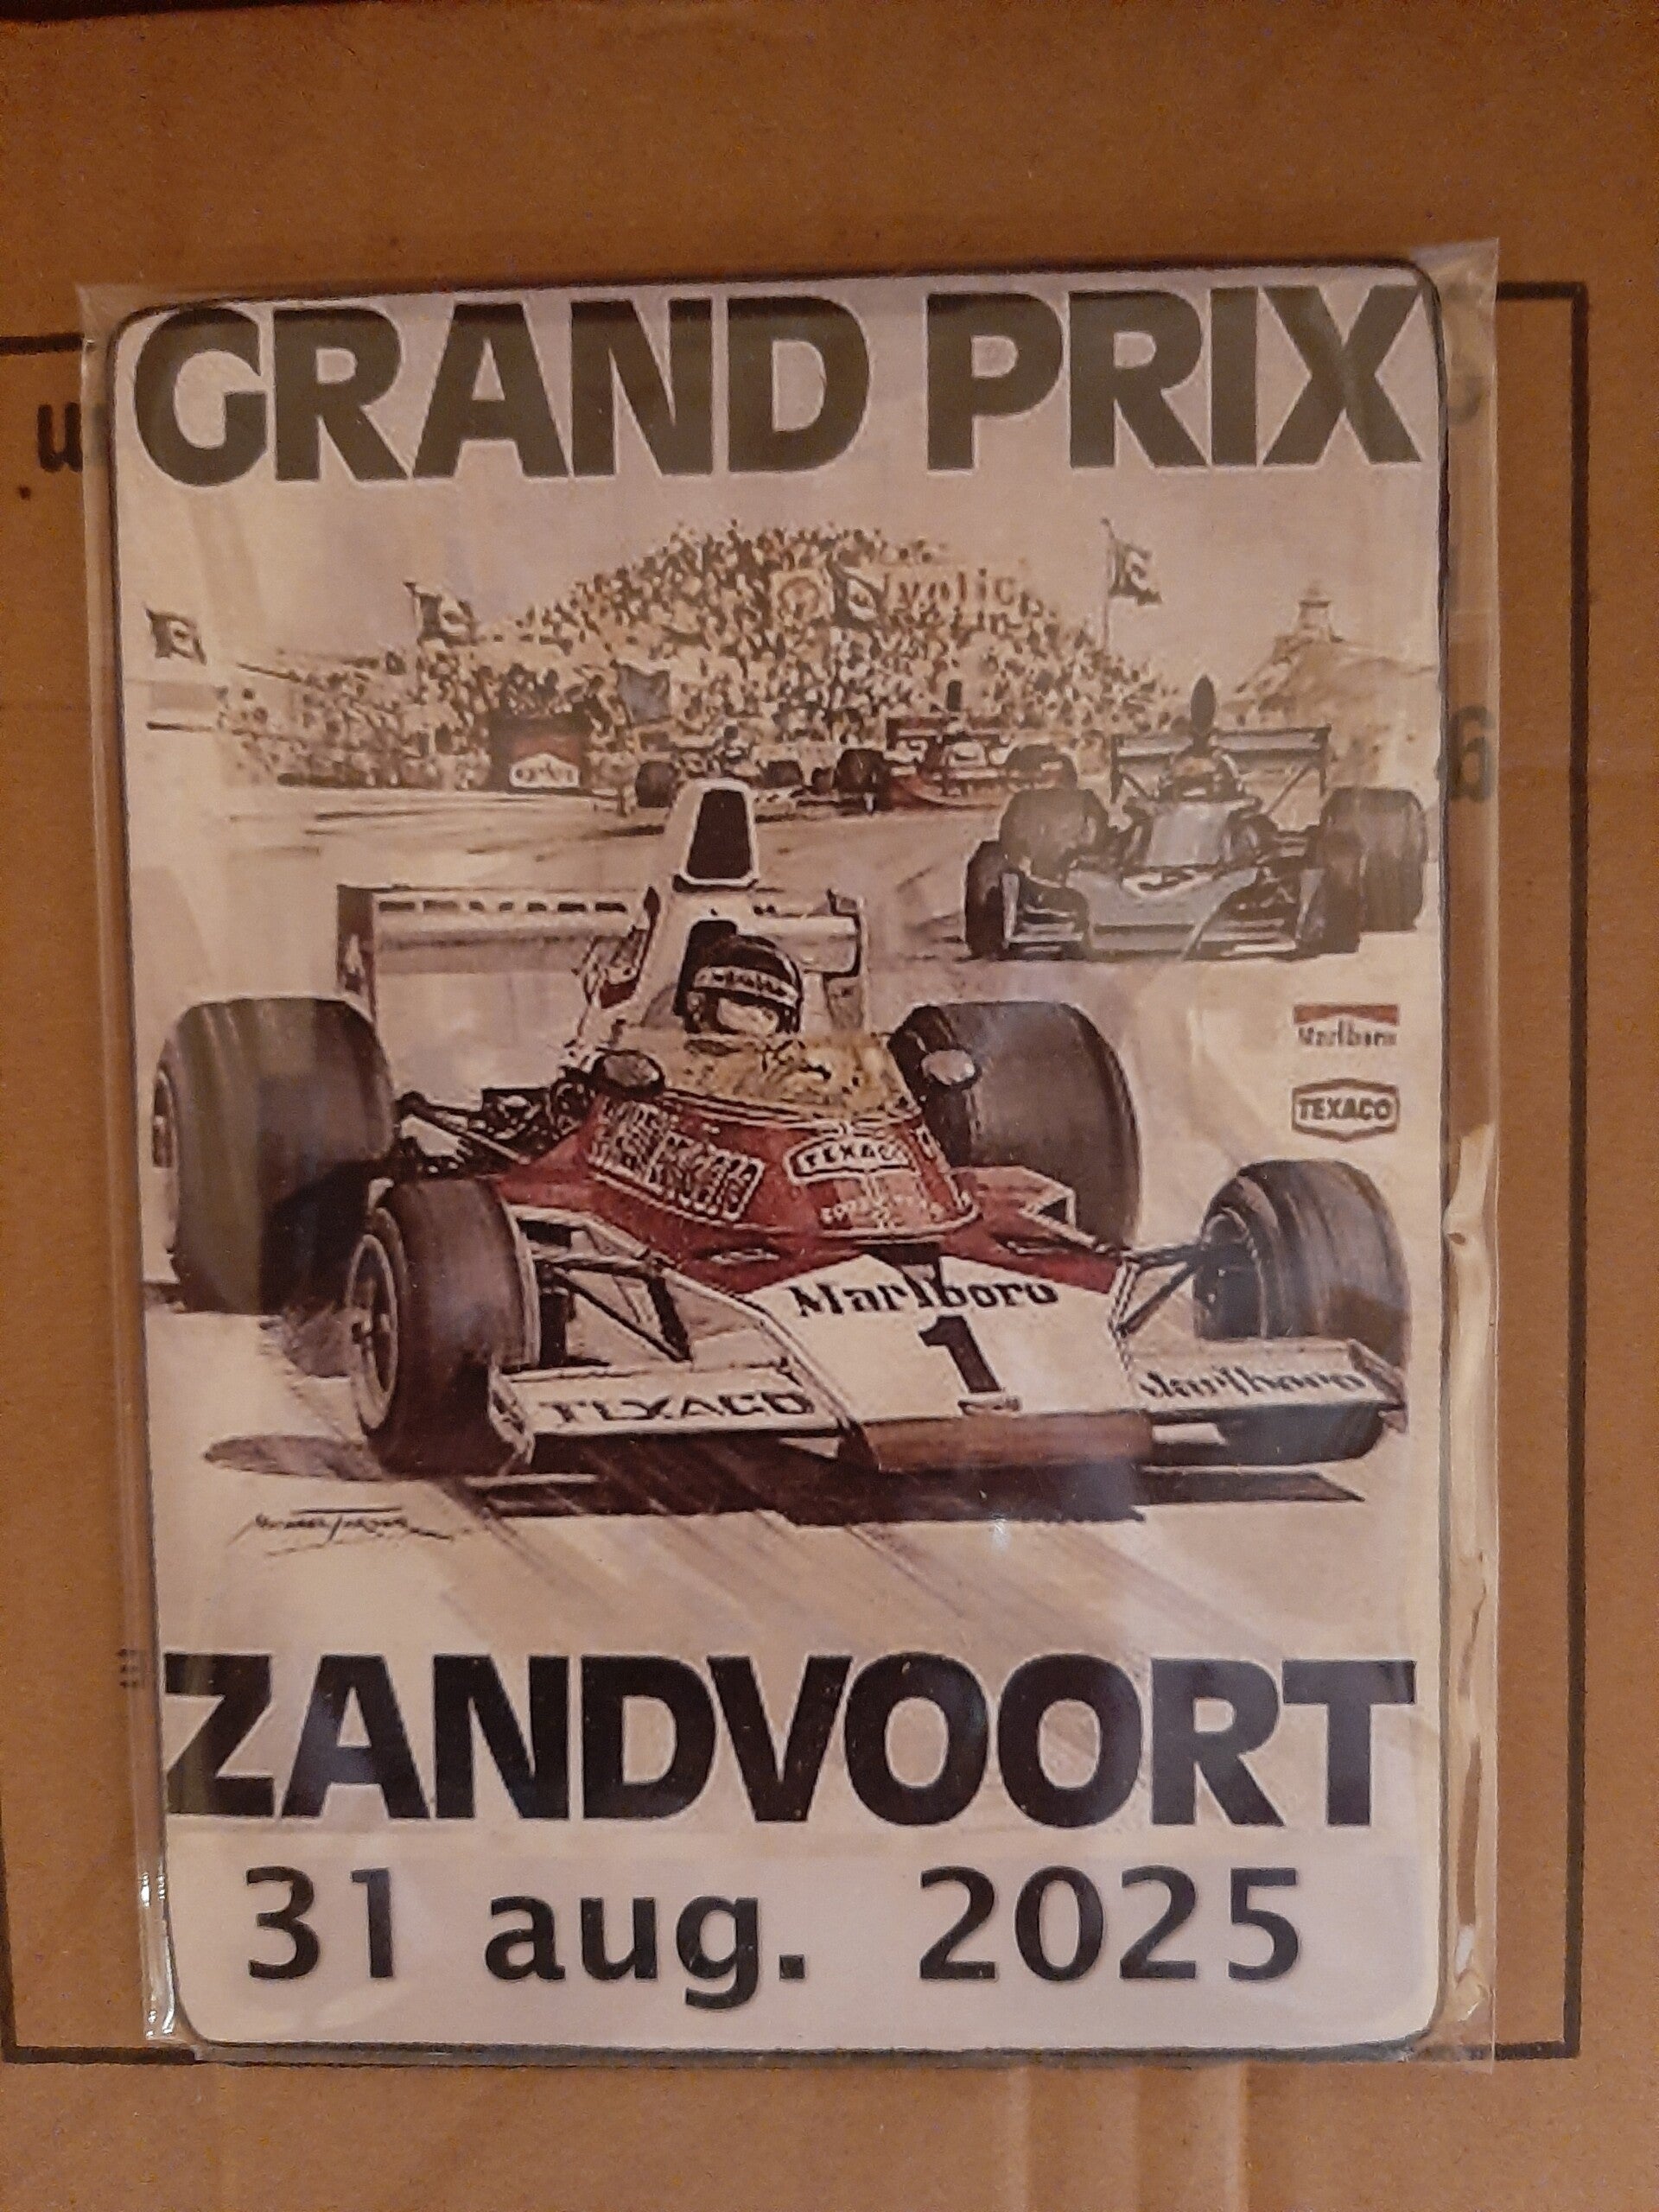 GRAND PRIX
Marlboro
TEXACO
TEXACO
Marlboro
1
TEXACO
Marlboro
ZANDVOORT
31 aug. 2025